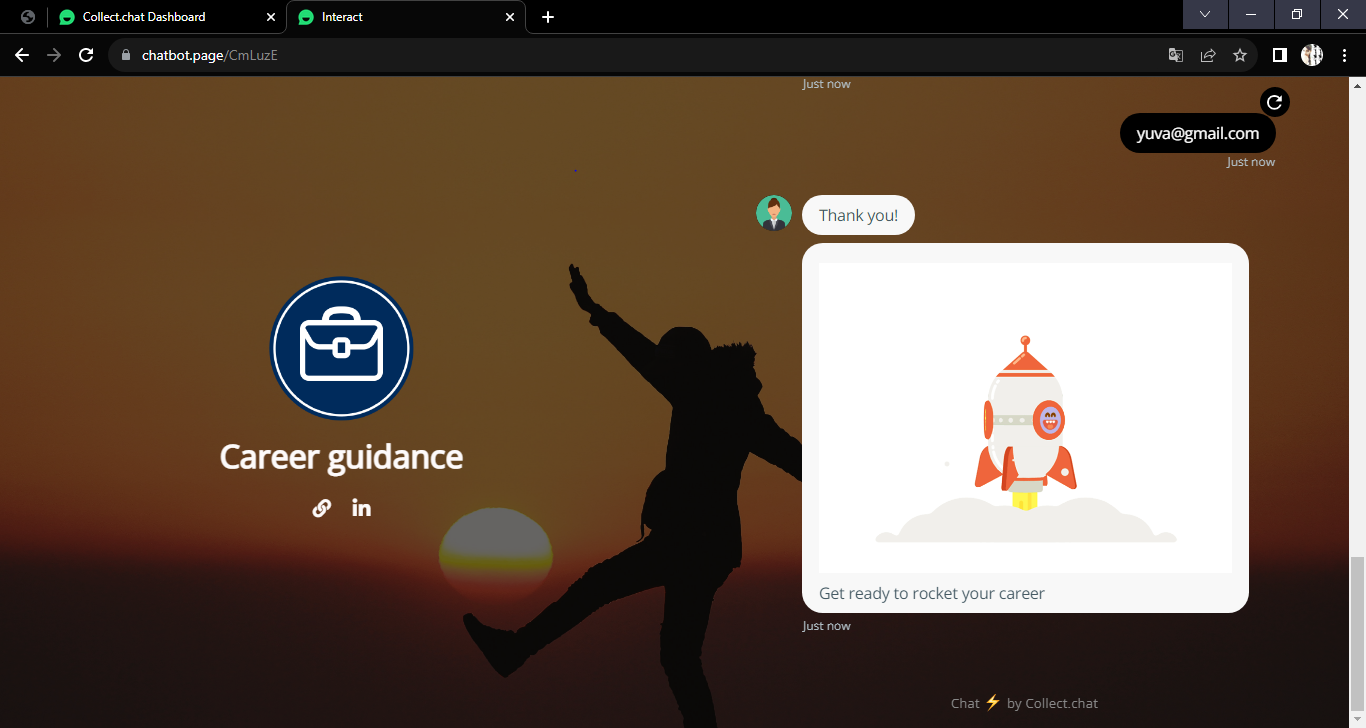 Collect.chat Dashboard
Interact
chatbot.page/CmLuzE
Just now
yuva@gmail.com
Just now
Thank you!
Career guidance
in
Get ready to rocket your career
Just now
Chat ⚡ by Collect.chat